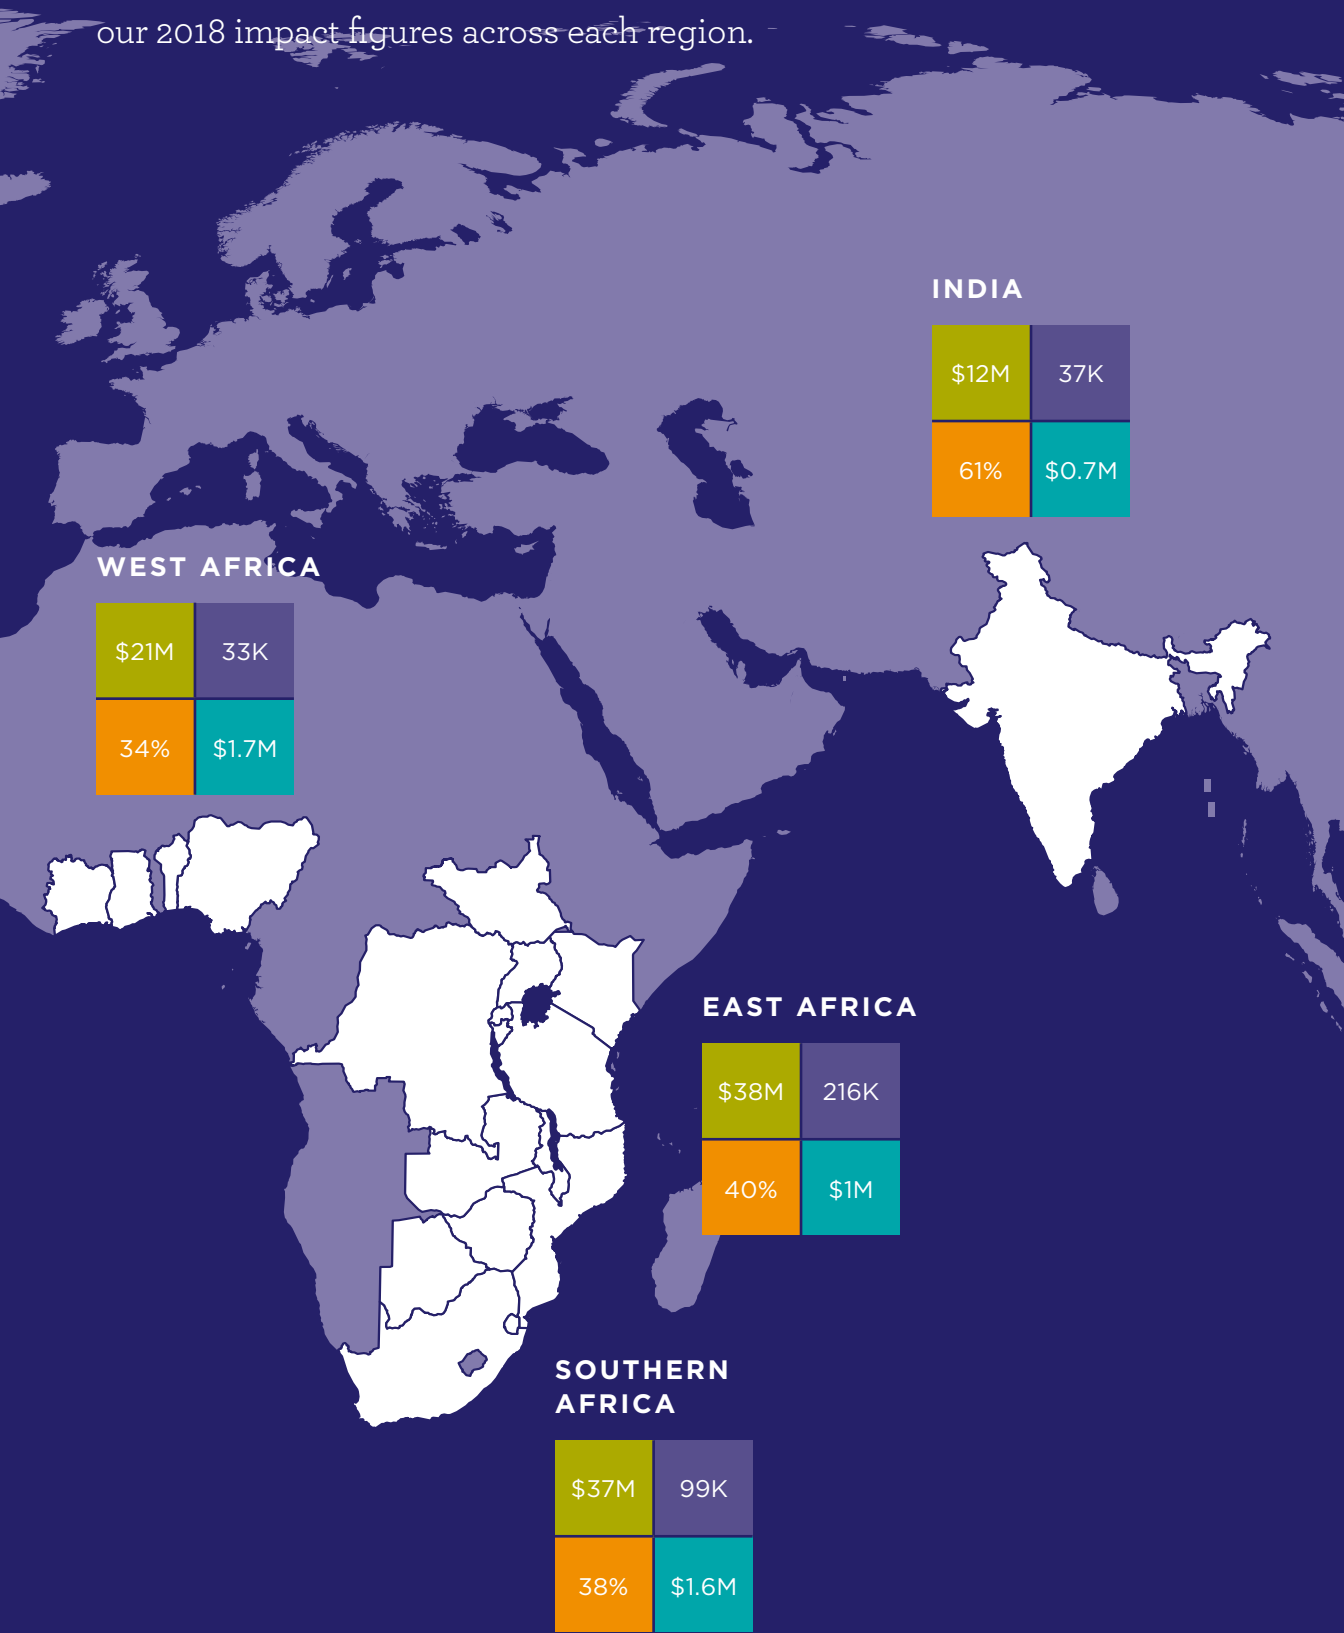 our 2018 impact figures across each region.
INDIA
$12M 37K
61% $0.7M
WEST AFRICA
$21M 33K
34% $1.7M
EAST AFRICA
$38M 216K
40% $1M
SOUTHERN
AFRICA
$37M 99K
38% $1.6M